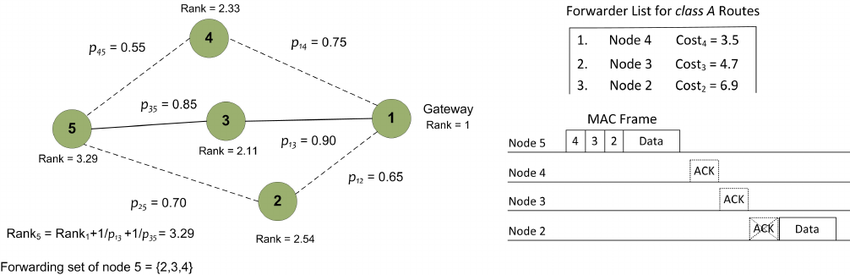 Rank = 2.33
4
p45 = 0.55
p14 = 0.75
p35 = 0.85
5
3
1
Gateway
Rank = 1
Rank = 3.29
Rank = 2.11
p13 = 0.90
p12 = 0.65
p25 = 0.70
2
Rank5 = Rank1+1/p13 +1/p35= 3.29
Rank = 2.54
Forwarding set of node 5 = {2,3,4}
Forwarder List for class A Routes
1. Node 4 Cost4 = 3.5
2. Node 3 Cost3 = 4.7
3. Node 2 Cost2 = 6.9
MAC Frame
Node 5 4 3 2 Data
Node 4 ACK
Node 3 ACK
Node 2 ACK Data